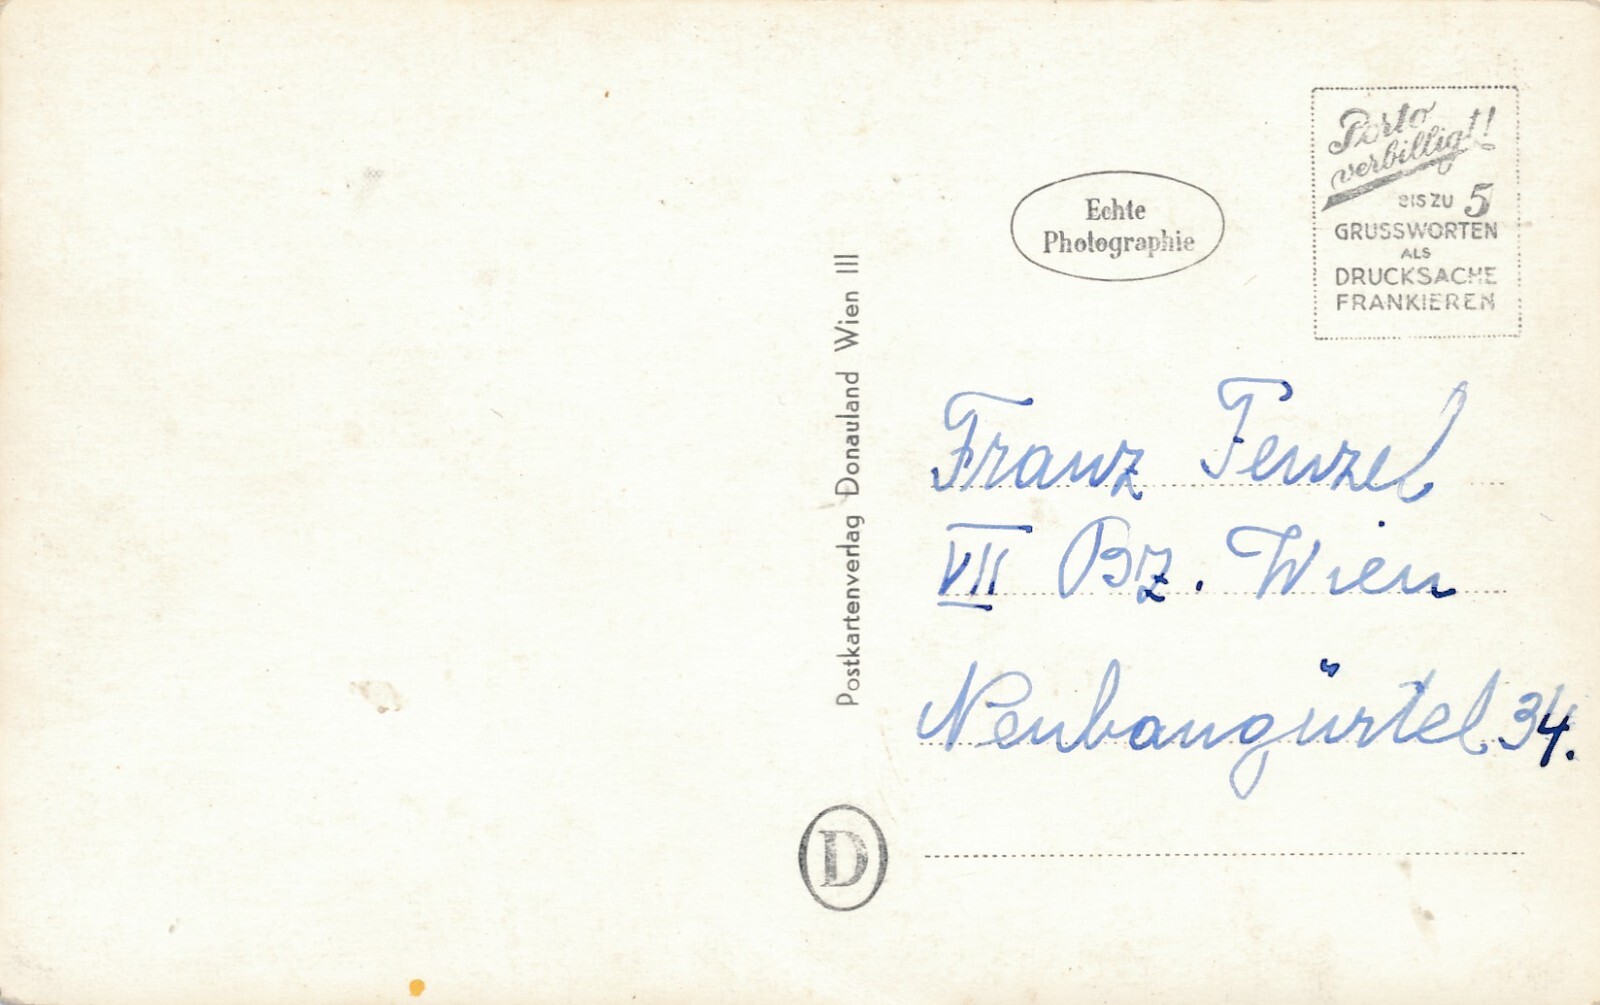 Porto
verbilligt!
BIS ZU 5
GRUSSWORTEN
ALS
DRUCKSACHE
FRANKIEREN
Echte
Photographie
Postkartenverlag Donauland Wien III
D
Franz Fenzel
VII Bz. Wien
Neubaugürtel 34.